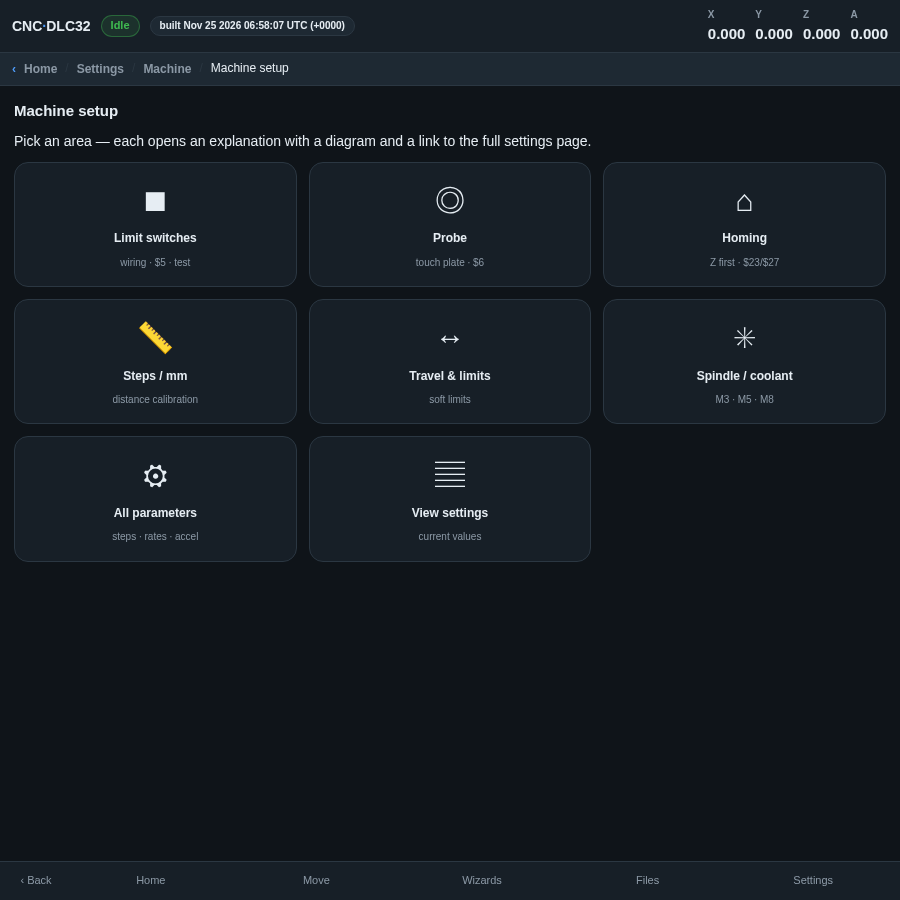 CNC·DLC32 Idle built Nov 25 2026 06:58:07 UTC (+0000)
X Y Z A
0.000 0.000 0.000 0.000
‹ Home / Settings / Machine / Machine setup
Machine setup
Pick an area — each opens an explanation with a diagram and a link to the full settings page.
Limit switches
wiring · $5 · test
Probe
touch plate · $6
Homing
Z first · $23/$27
Steps / mm
distance calibration
Travel & limits
soft limits
Spindle / coolant
M3 · M5 · M8
All parameters
steps · rates · accel
View settings
current values
‹ Back Home Move Wizards Files Settings